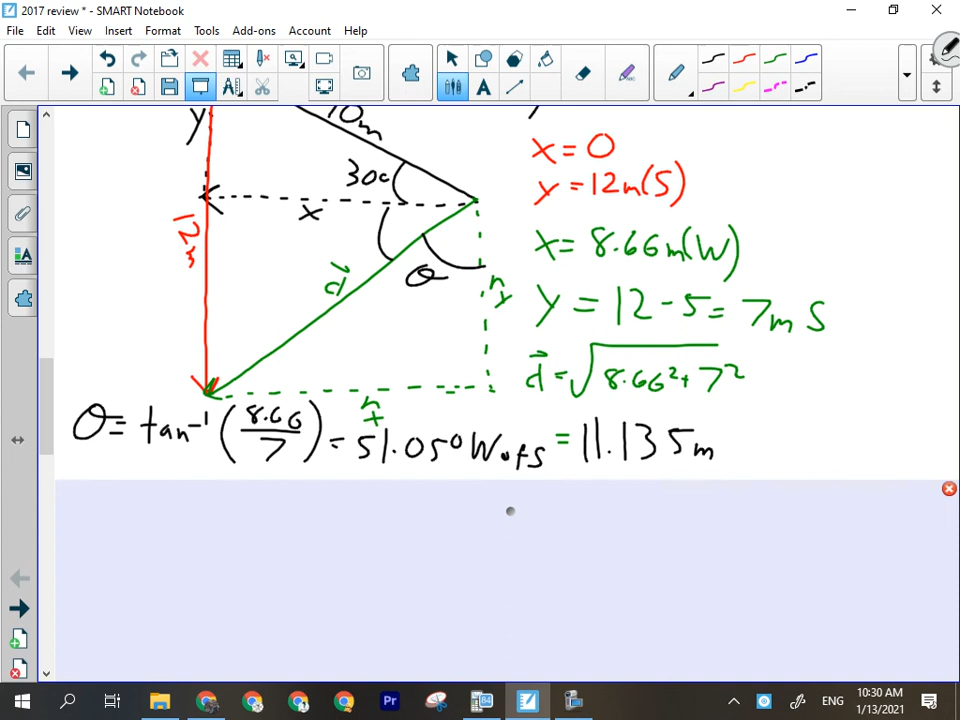 2017 review * - SMART Notebook
File Edit View Insert Format Tools Add-ons Account Help
y
10m
30°
x
12m
d
θ
x = 0
y = 12m(S)
x = 8.66m(W)
y = 12 - 5 = 7m S
d = √8.66² + 7²
θ = tan⁻¹ (8.66/7) = 51.05° W of S = 11.135m
Pr
ENG
10:30 AM
1/13/2021